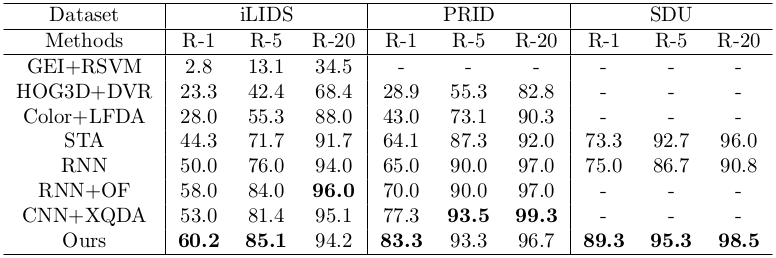 Dataset iLIDS PRID SDU
Methods R-1 R-5 R-20 R-1 R-5 R-20 R-1 R-5 R-20
GEI+RSVM 2.8 13.1 34.5 - - - - - -
HOG3D+DVR 23.3 42.4 68.4 28.9 55.3 82.8 - - -
Color+LFDA 28.0 55.3 88.0 43.0 73.1 90.3 - - -
STA 44.3 71.7 91.7 64.1 87.3 92.0 73.3 92.7 96.0
RNN 50.0 76.0 94.0 65.0 90.0 97.0 75.0 86.7 90.8
RNN+OF 58.0 84.0 96.0 70.0 90.0 97.0 - - -
CNN+XQDA 53.0 81.4 95.1 77.3 93.5 99.3 - - -
Ours 60.2 85.1 94.2 83.3 93.3 96.7 89.3 95.3 98.5